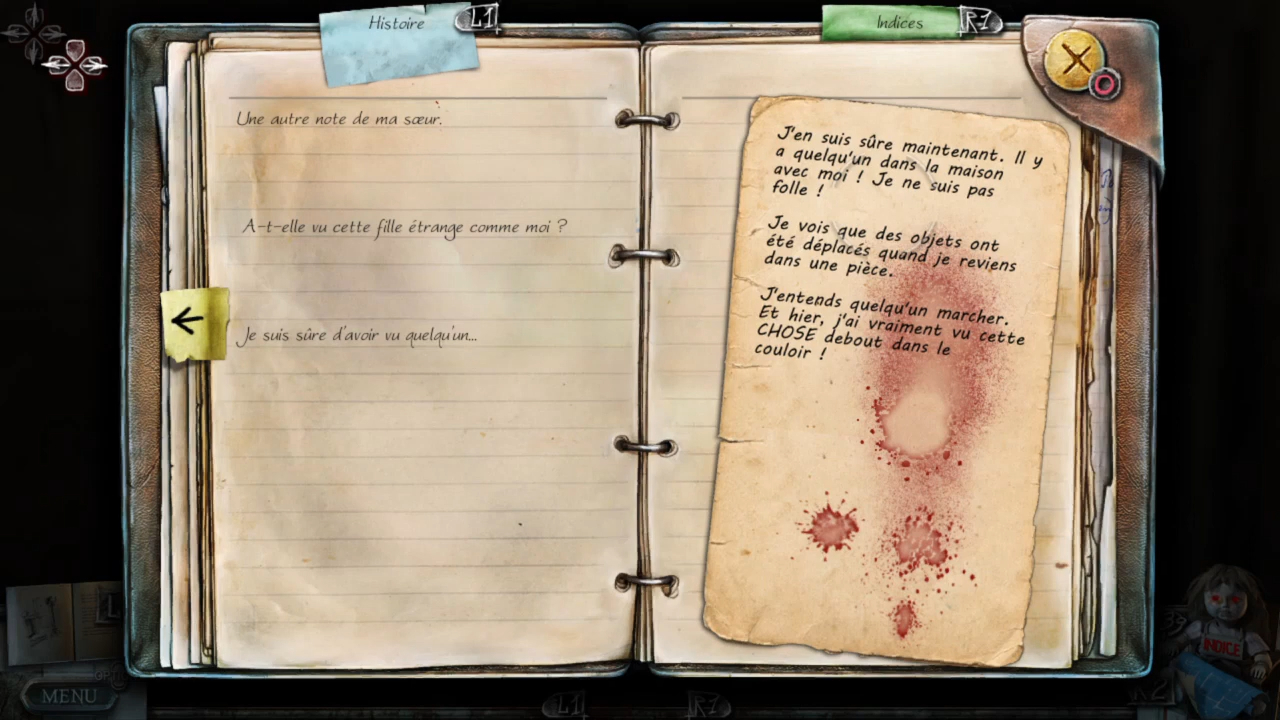 Histoire
L1
Indices
R1
Une autre note de ma sœur.
A-t-elle vu cette fille étrange comme moi ?
Je suis sûre d'avoir vu quelqu'un...
J'en suis sûre maintenant. Il y
a quelqu'un dans la maison
avec moi ! Je ne suis pas
folle !
Je vois que des objets ont
été déplacés quand je reviens
dans une pièce.
J'entends quelqu'un marcher.
Et hier, j'ai vraiment vu cette
CHOSE debout dans le
couloir !
INDICE
MENU
L1
R1
R2